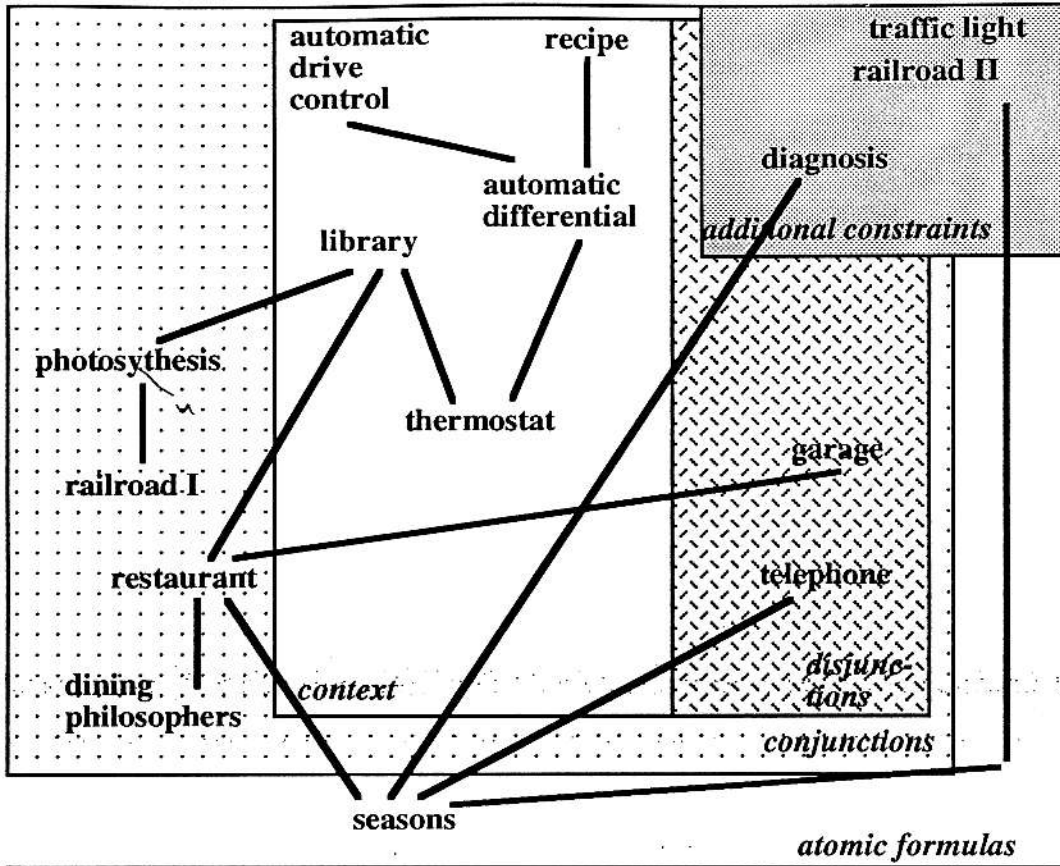 automatic
drive
control
recipe
traffic light
railroad II
diagnosis
automatic
differential
additional constraints
library
photosythesis
thermostat
garage
railroad I
restaurant
telephone
dining
philosophers
context
disjunc-
tions
conjunctions
seasons
atomic formulas